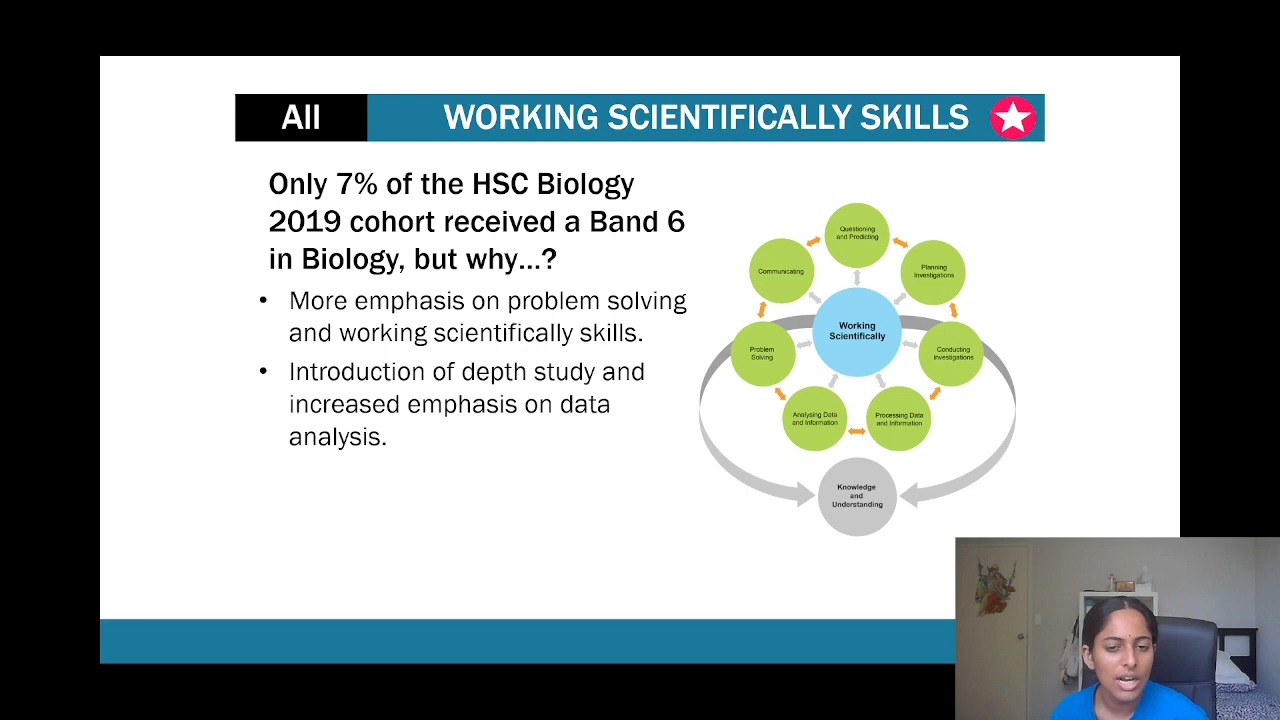 All
WORKING SCIENTIFICALLY SKILLS
Only 7% of the HSC Biology
2019 cohort received a Band 6
in Biology, but why...?
• More emphasis on problem solving
and working scientifically skills.
• Introduction of depth study and
increased emphasis on data
analysis.
Questioning
and Predicting
Communicating
Planning
Investigations
Working
Scientifically
Problem
Solving
Conducting
Investigations
Analysing Data
and Information
Processing Data
and Information
Knowledge
and
Understanding